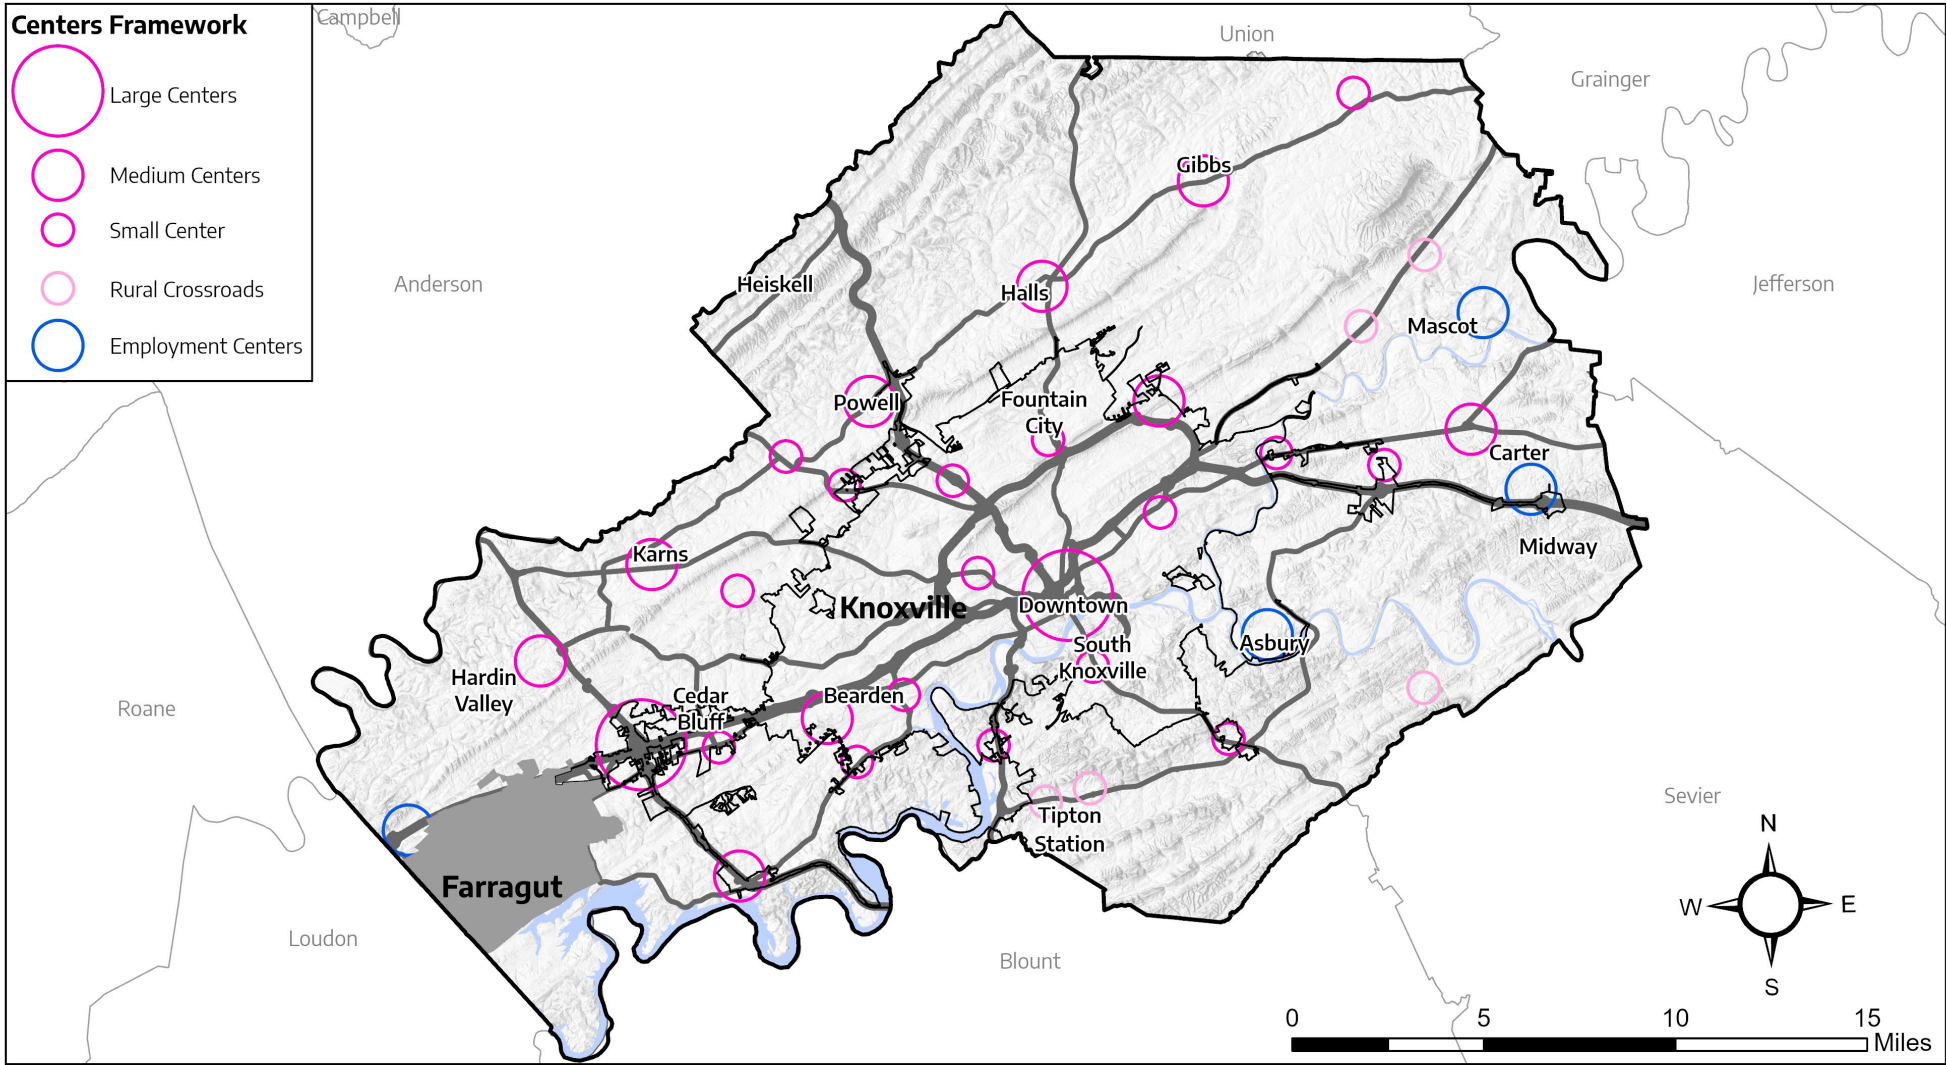 Centers Framework
Large Centers
Medium Centers
Small Center
Rural Crossroads
Employment Centers
Campbell
Union
Grainger
Gibbs
Anderson
Heiskell
Halls
Jefferson
Mascot
Powell
Fountain
City
Carter
Karns
Midway
Knoxville
Downtown
South
Knoxville
Asbury
Hardin
Valley
Cedar
Bluff
Bearden
Roane
Tipton
Station
Sevier
Farragut
Loudon
Blount
N
W
E
S
0 5 10 15
Miles